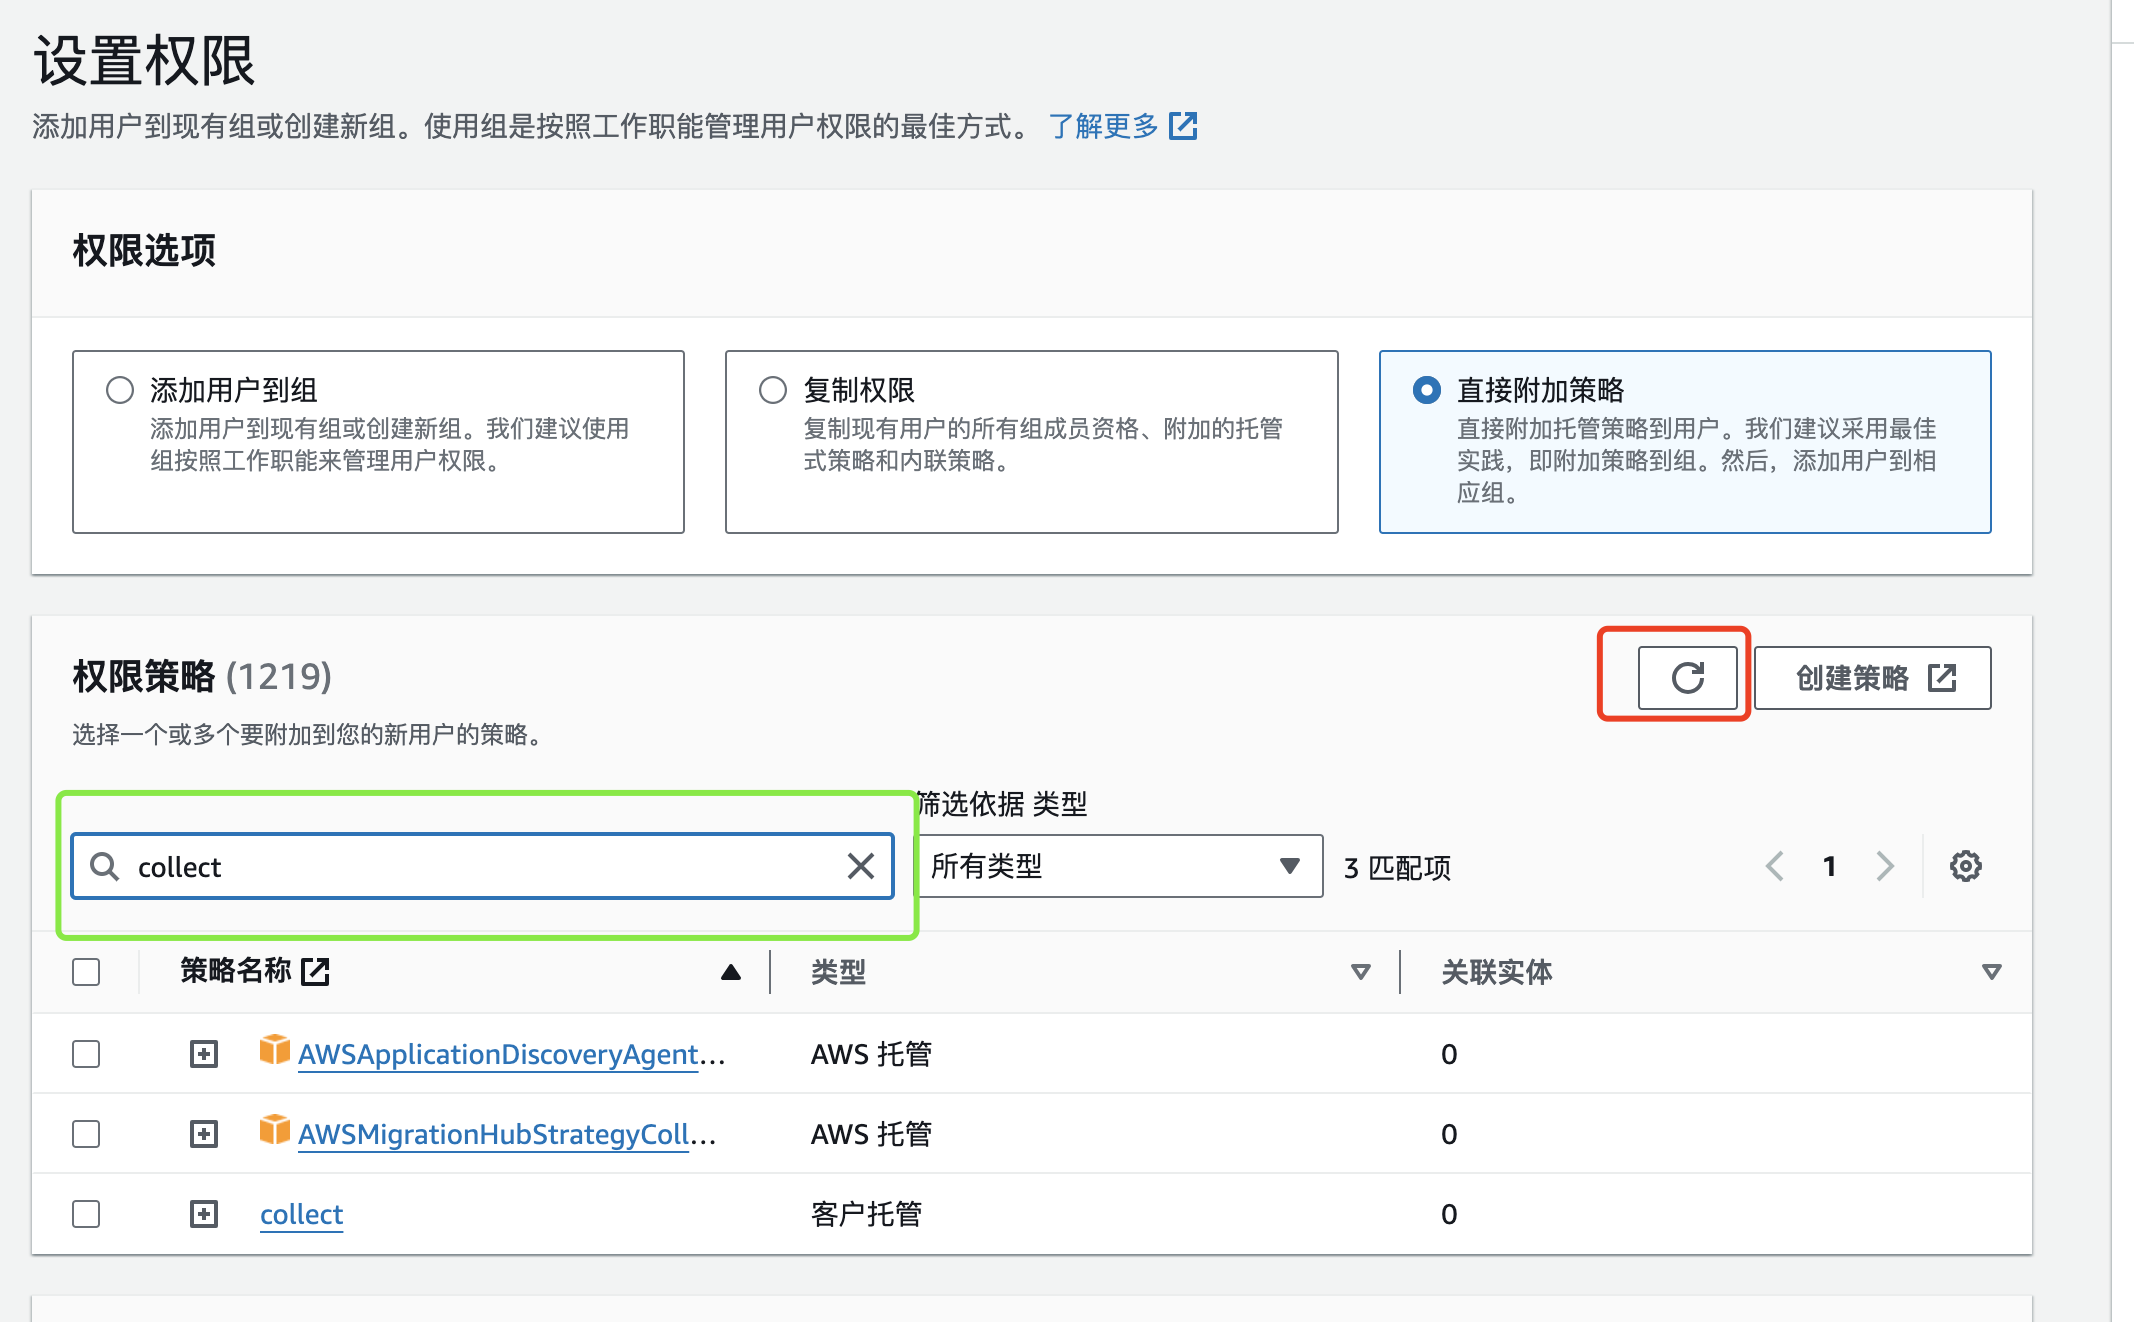 设置权限
添加用户到现有组或创建新组。使用组是按照工作职能管理用户权限的最佳方式。 了解更多
权限选项
添加用户到组
添加用户到现有组或创建新组。我们建议使用
组按照工作职能来管理用户权限。
复制权限
复制现有用户的所有组成员资格、附加的托管
式策略和内联策略。
直接附加策略
直接附加托管策略到用户。我们建议采用最佳
实践，即附加策略到组。然后，添加用户到相
应组。
权限策略 (1219)
创建策略
选择一个或多个要附加到您的新用户的策略。
筛选依据 类型
collect
所有类型
3 匹配项
1
策略名称 类型 关联实体
AWSApplicationDiscoveryAgent... AWS 托管 0
AWSMigrationHubStrategyColl... AWS 托管 0
collect 客户托管 0